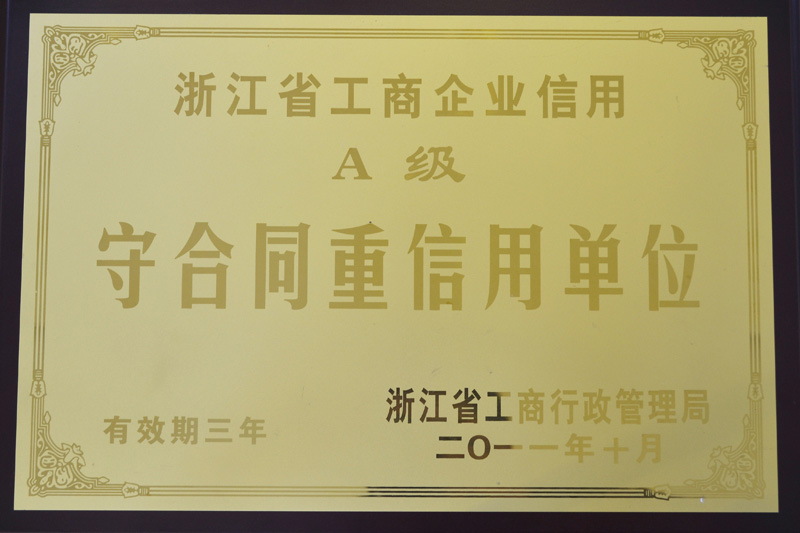 浙江省工商企业信用
A 级
守合同重信用单位
有效期三年
浙江省工商行政管理局
二〇一一年十月